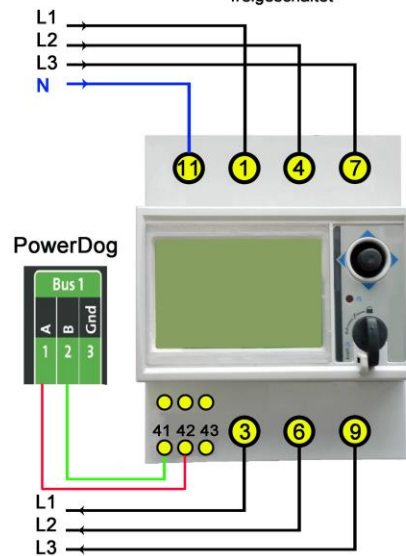 freigeschaltet
L1
L2
L3
N
11 1 4 7
PowerDog
Bus 1
A B Gnd
1 2 3
41 42 43
3 6 9
L1
L2
L3